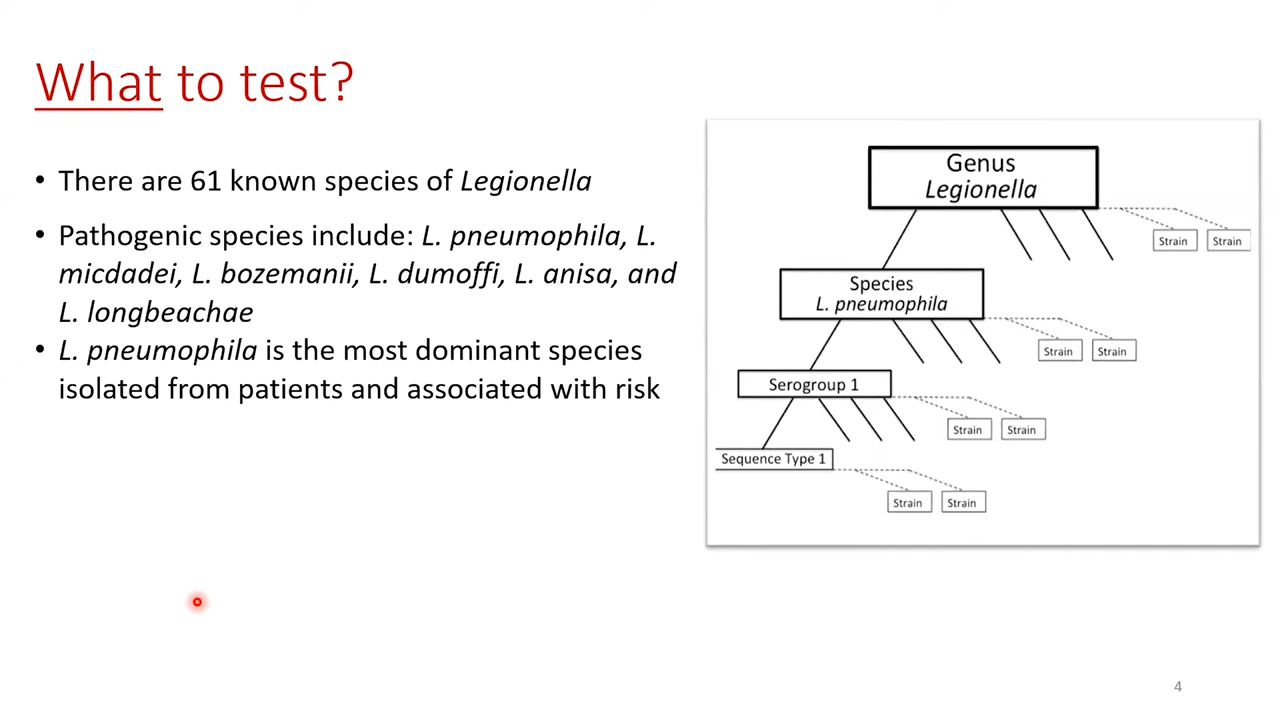 What to test?
• There are 61 known species of Legionella
• Pathogenic species include: L. pneumophila, L.
micdadei, L. bozemanii, L. dumoffi, L. anisa, and
L. longbeachae
• L. pneumophila is the most dominant species
isolated from patients and associated with risk
Genus
Legionella
Strain
Strain
Species
L. pneumophila
Strain
Strain
Serogroup 1
Strain
Strain
Sequence Type 1
Strain
Strain
4